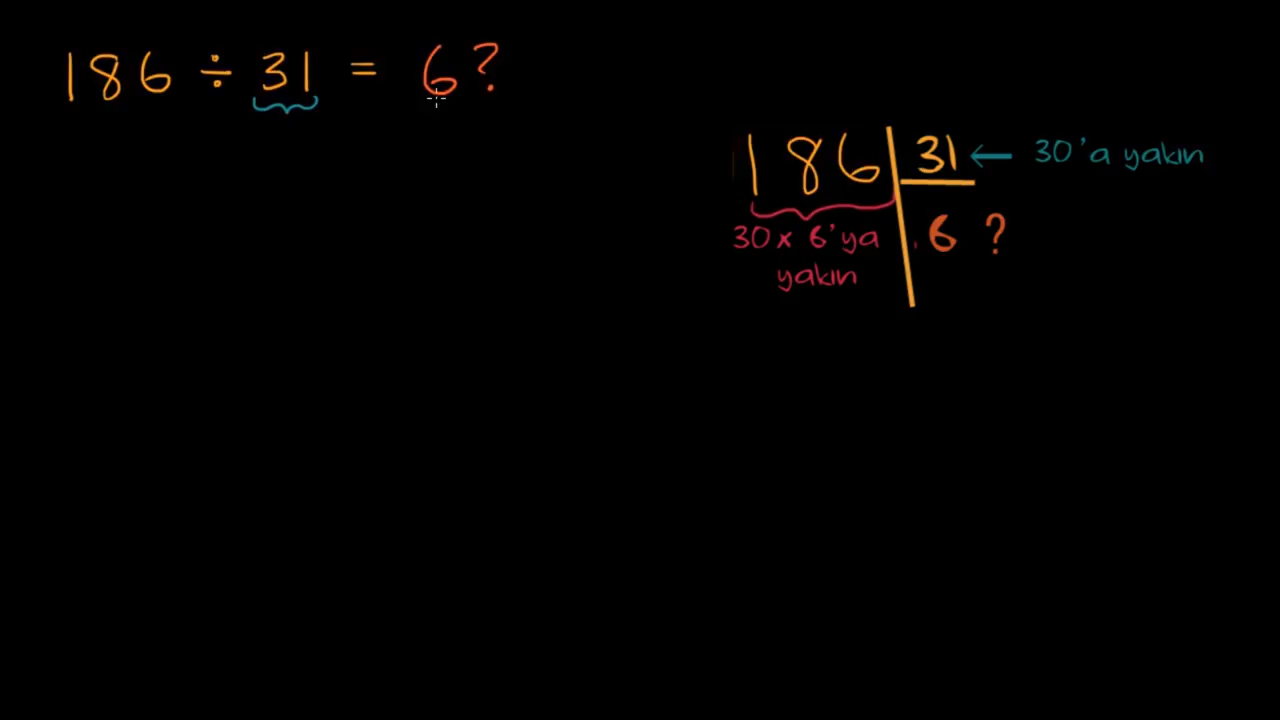 186 ÷ 31 = 6?
186 31 ← 30'a yakın
30 x 6'ya 6 ?
yakın